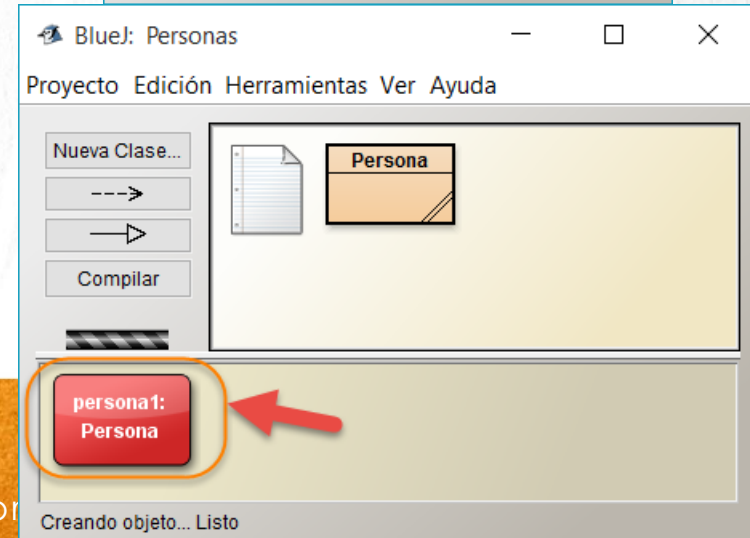 BlueJ: Personas
Proyecto Edición Herramientas Ver Ayuda
Nueva Clase...
Persona
Compilar
persona1:
Persona
Creando objeto... Listo